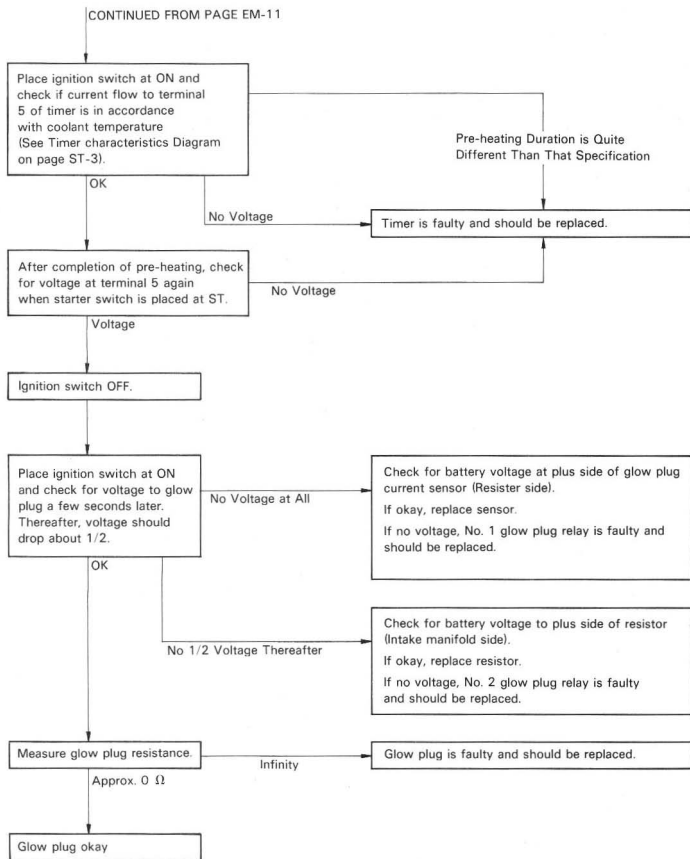 CONTINUED FROM PAGE EM-11
Place ignition switch at ON and
check if current flow to terminal
5 of timer is in accordance
with coolant temperature
(See Timer characteristics Diagram
on page ST-3).
Pre-heating Duration is Quite
Different Than That Specification
OK
No Voltage
Timer is faulty and should be replaced.
After completion of pre-heating, check
for voltage at terminal 5 again
when starter switch is placed at ST.
No Voltage
Voltage
Ignition switch OFF.
Place ignition switch at ON
and check for voltage to glow
plug a few seconds later.
Thereafter, voltage should
drop about 1/2.
No Voltage at All
Check for battery voltage at plus side of glow plug
current sensor (Resister side).
If okay, replace sensor.
If no voltage, No. 1 glow plug relay is faulty and
should be replaced.
OK
No 1/2 Voltage Thereafter
Check for battery voltage to plus side of resistor
(Intake manifold side).
If okay, replace resistor.
If no voltage, No. 2 glow plug relay is faulty
and should be replaced.
Measure glow plug resistance.
Infinity
Glow plug is faulty and should be replaced.
Approx. 0 Ω
Glow plug okay